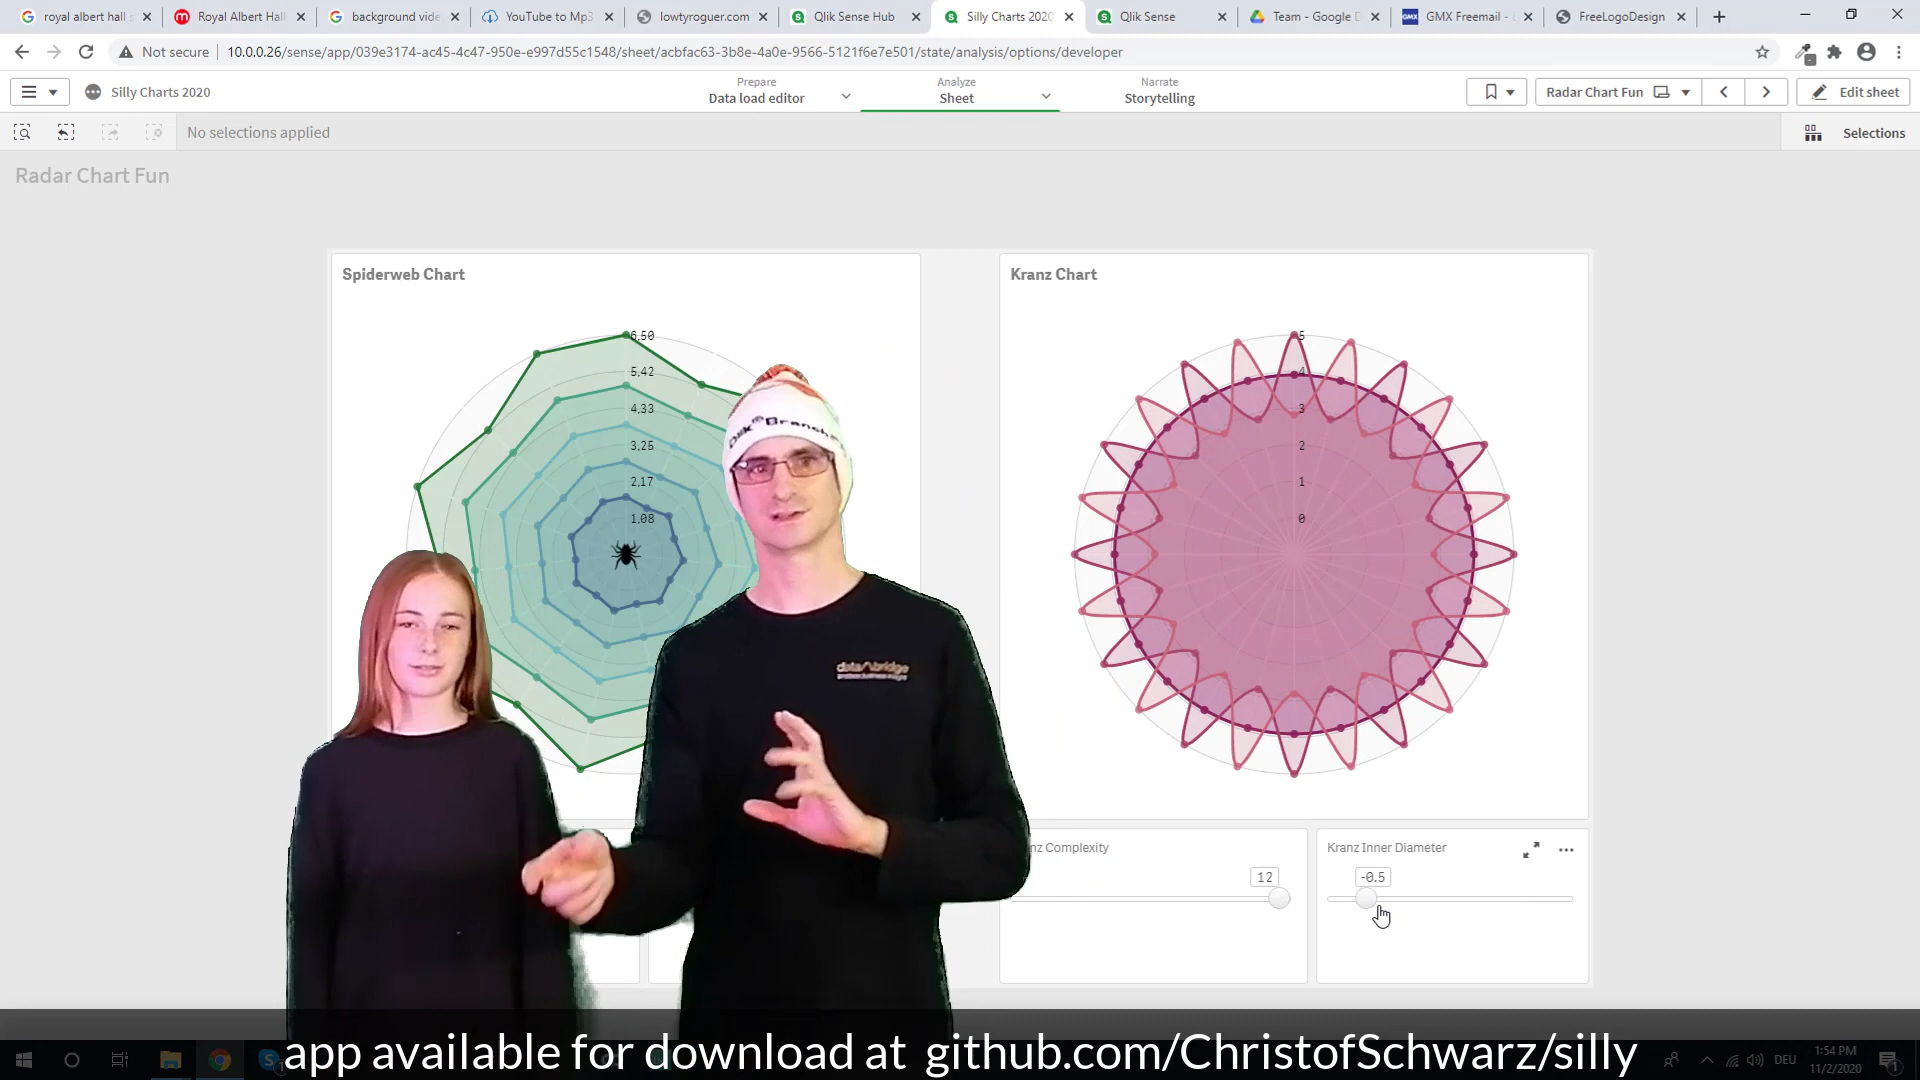 royal albert hall s
Royal Albert Hal
background vide
YouTube to Mp3
lowtyroguer.com
Qlik Sense Hub
Silly Charts 2020
Qlik Sense
Team - Google D
GMX Freemail -
FreeLogoDesign
Not secure
10.0.0.26/sense/app/039e3174-ac45-4c47-950e-e997d55c1548/sheet/acbfac63-3b8e-4a0e-9566-5121f6e7e501/state/analysis/options/developer
Silly Charts 2020
Prepare
Data load editor
Analyze
Sheet
Narrate
Storytelling
Radar Chart Fun
Edit sheet
No selections applied
Selections
Radar Chart Fun
Spiderweb Chart
6,50
5,42
4,33
3,25
2,17
1,08
Kranz Chart
5
4
3
2
1
0
Qlik® Branche
data/\bridge
nz Complexity
12
Kranz Inner Diameter
-0.5
app available for download at github.com/ChristofSchwarz/silly
DEU
1:54 PM
11/2/2020